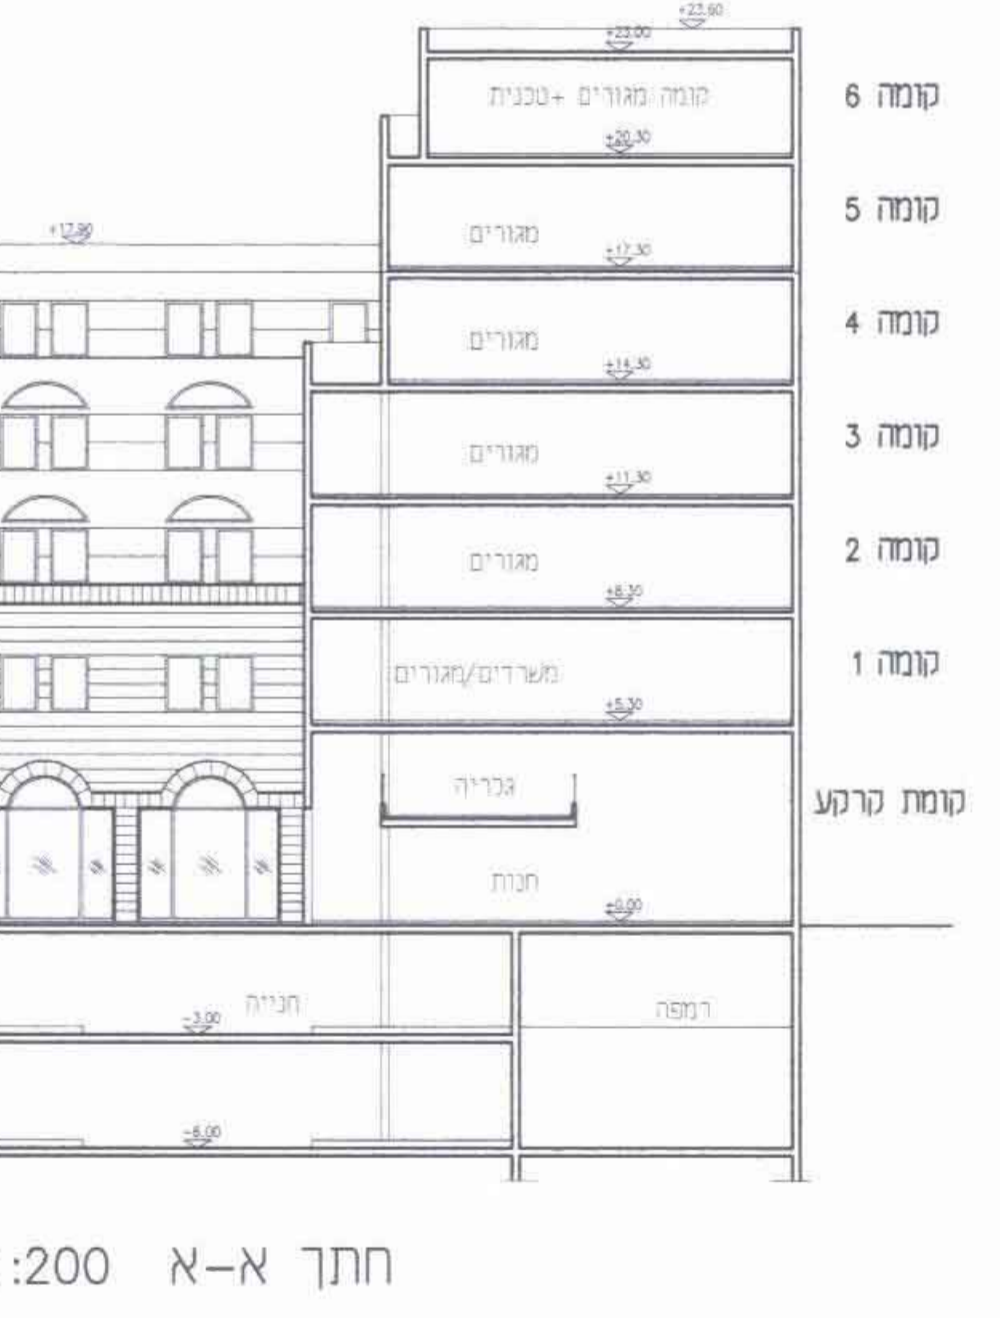 +23.60
+23.00
קומה מגורים +טכנית
קומה 6
+20.30
מגורים
קומה 5
+17.90
+17.30
מגורים
קומה 4
+14.30
מגורים
קומה 3
+11.30
מגורים
קומה 2
+8.30
משרדים/מגורים
קומה 1
+5.30
גלריה
קומת קרקע
חנות
±0.00
חנייה
רמפה
-3.00
-6.00
חתך א-א :200